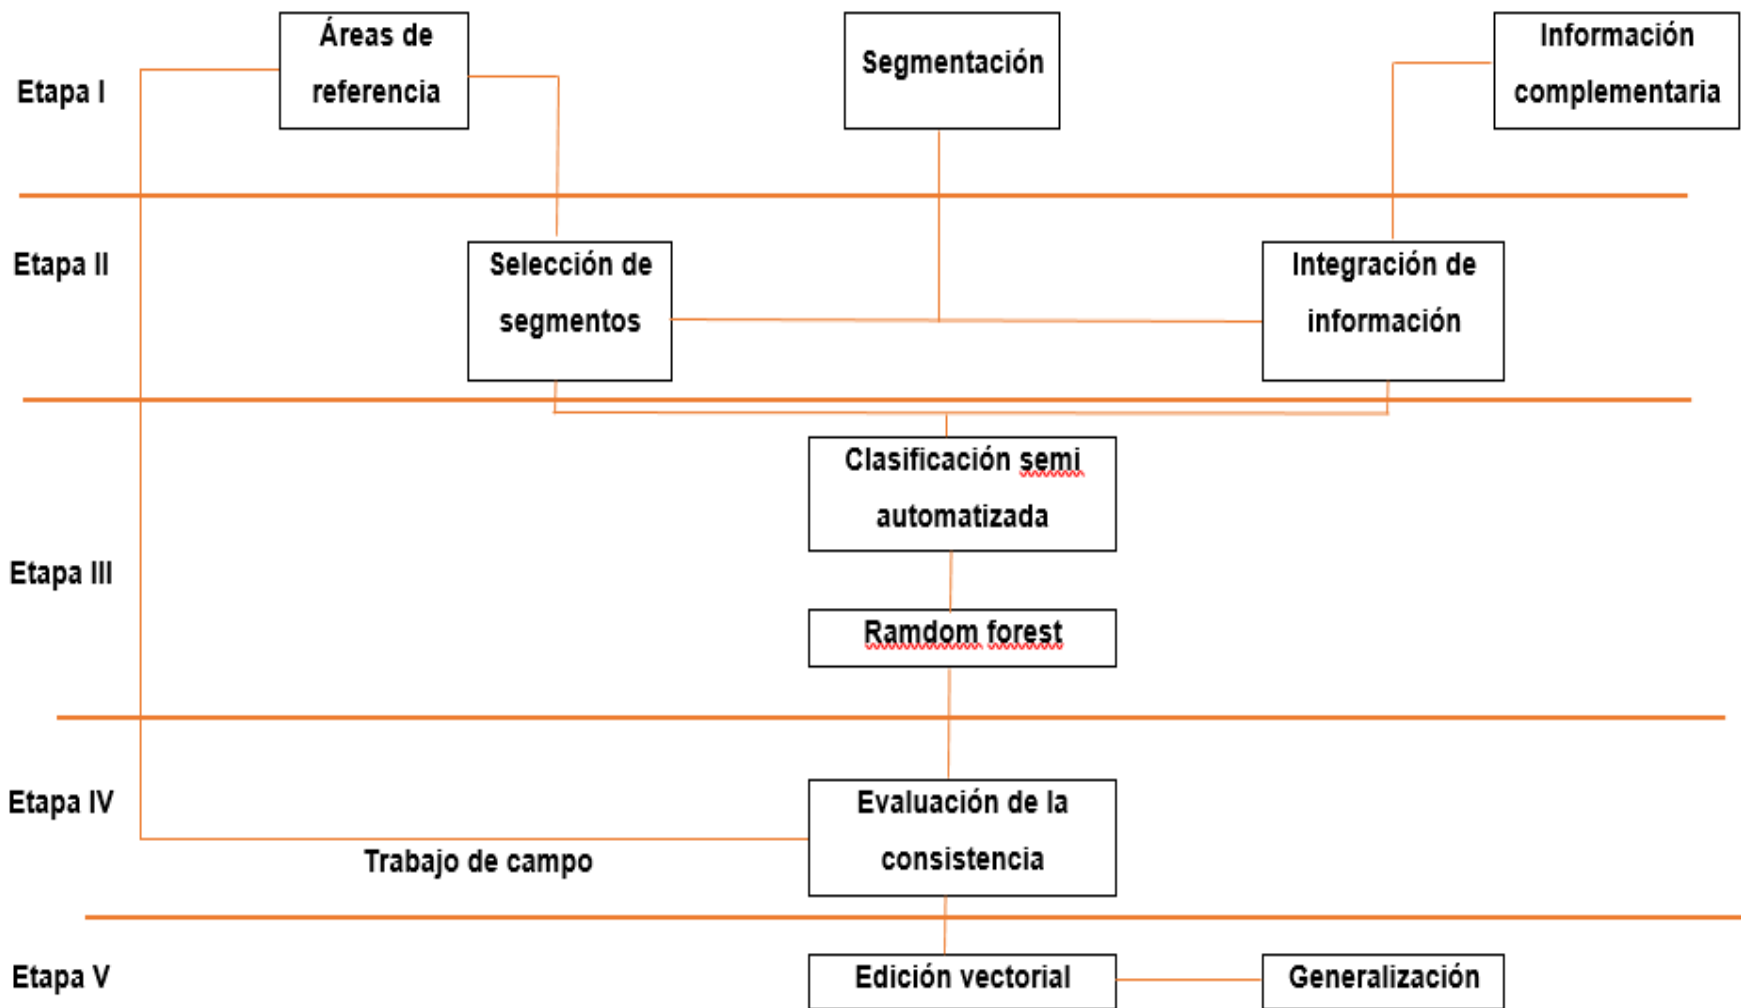 Áreas de
referencia
Segmentación
Información
complementaria
Etapa I
Etapa II
Selección de
segmentos
Integración de
información
Clasificación semi
automatizada
Etapa III
Ramdom forest
Etapa IV
Evaluación de la
consistencia
Trabajo de campo
Etapa V
Edición vectorial
Generalización